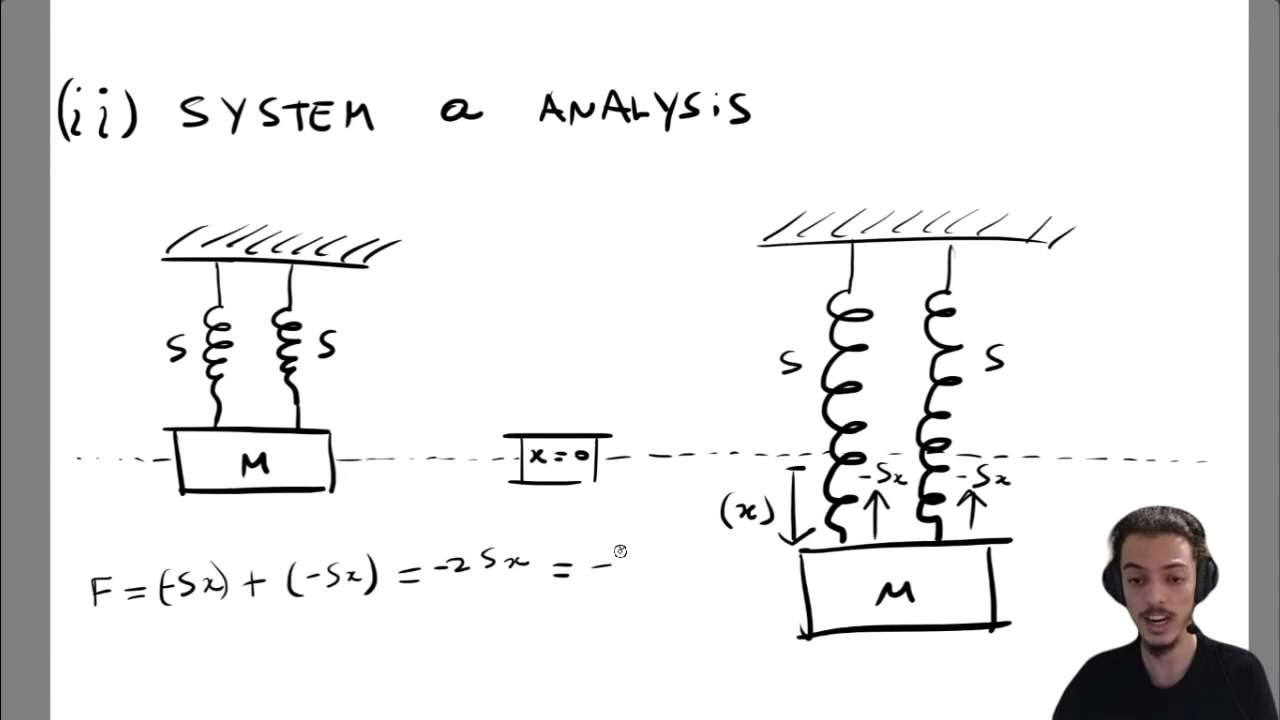 (ii) SYSTEM a ANALYSIS
S S
M
x=0
S S
(x) -Sx -Sx
M
F = (-Sx) + (-Sx) = -2Sx = -